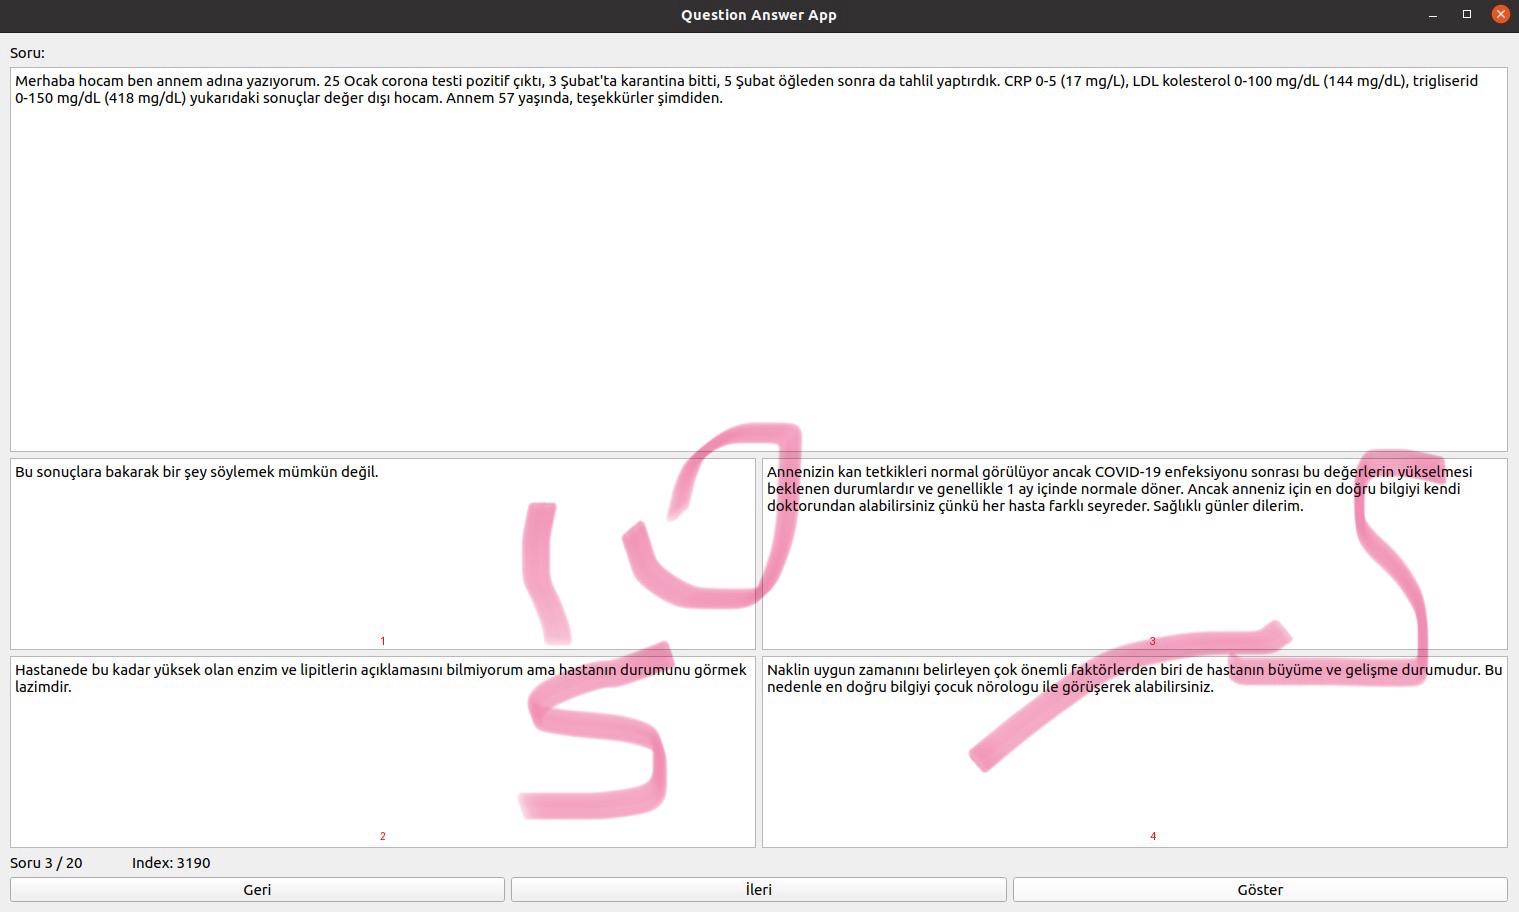 Question Answer App
Soru:
Merhaba hocam ben annem adına yazıyorum. 25 Ocak corona testi pozitif çıktı, 3 Şubat'ta karantina bitti, 5 Şubat öğleden sonra da tahlil yaptırdık. CRP 0-5 (17 mg/L), LDL kolesterol 0-100 mg/dL (144 mg/dL), trigliserid
0-150 mg/dL (418 mg/dL) yukarıdaki sonuçlar değer dışı hocam. Annem 57 yaşında, teşekkürler şimdiden.
Bu sonuçlara bakarak bir şey söylemek mümkün değil.
1
Annenizin kan tetkikleri normal görülüyor ancak COVID-19 enfeksiyonu sonrası bu değerlerin yükselmesi
beklenen durumlardır ve genellikle 1 ay içinde normale döner. Ancak anneniz için en doğru bilgiyi kendi
doktorundan alabilirsiniz çünkü her hasta farklı seyreder. Sağlıklı günler dilerim.
3
Hastanede bu kadar yüksek olan enzim ve lipitlerin açıklamasını bilmiyorum ama hastanın durumunu görmek
lazimdir.
2
Naklin uygun zamanını belirleyen çok önemli faktörlerden biri de hastanın büyüme ve gelişme durumudur. Bu
nedenle en doğru bilgiyi çocuk nörologu ile görüşerek alabilirsiniz.
4
Soru 3 / 20 Index: 3190
Geri İleri Göster